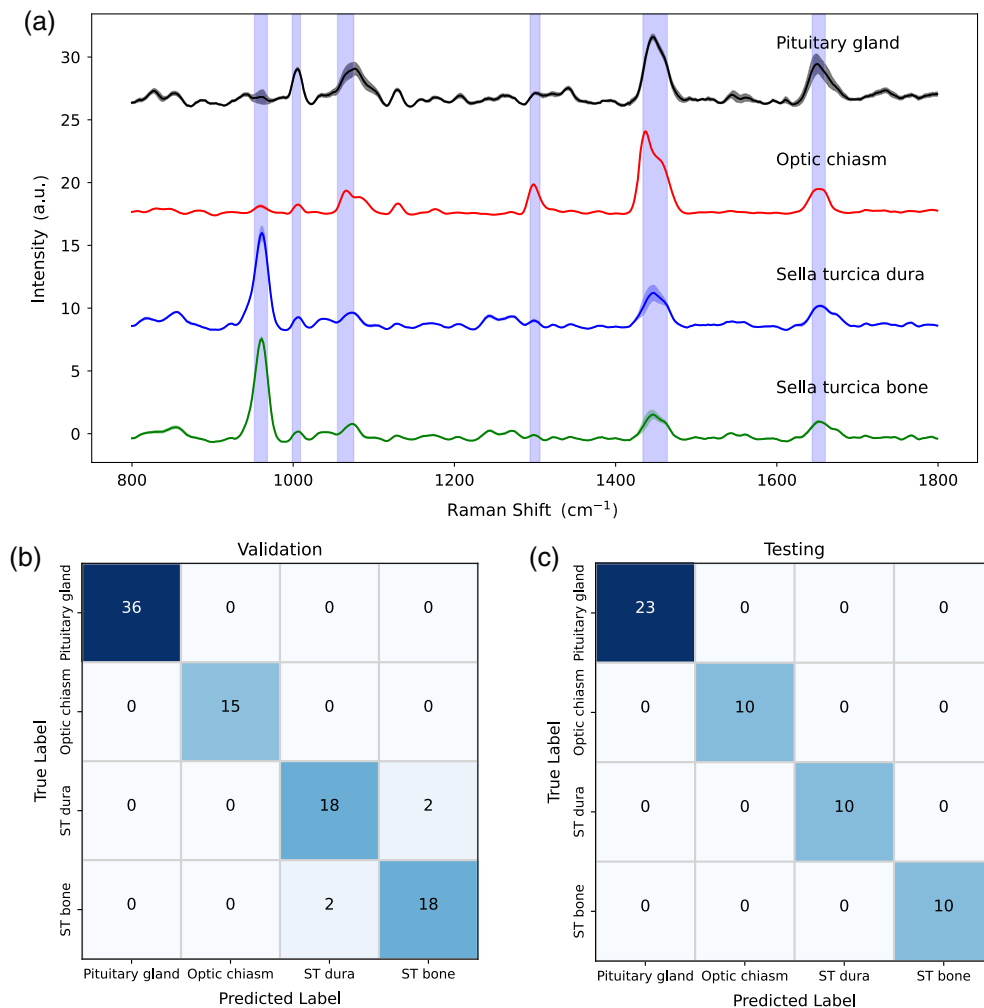 (a)
Pituitary gland
Optic chiasm
Sella turcica dura
Sella turcica bone
Intensity (a.u.)
30
25
20
15
10
5
0
800
1000
1200
1400
1600
1800
Raman Shift (cm⁻¹)
(b)
Validation
True Label
Pituitary gland
36 0 0 0
Optic chiasm
0 15 0 0
ST dura
0 0 18 2
ST bone
0 0 2 18
Pituitary gland Optic chiasm ST dura ST bone
Predicted Label
(c)
Testing
True Label
Pituitary gland
23 0 0 0
Optic chiasm
0 10 0 0
ST dura
0 0 10 0
ST bone
0 0 0 10
Pituitary gland Optic chiasm ST dura ST bone
Predicted Label